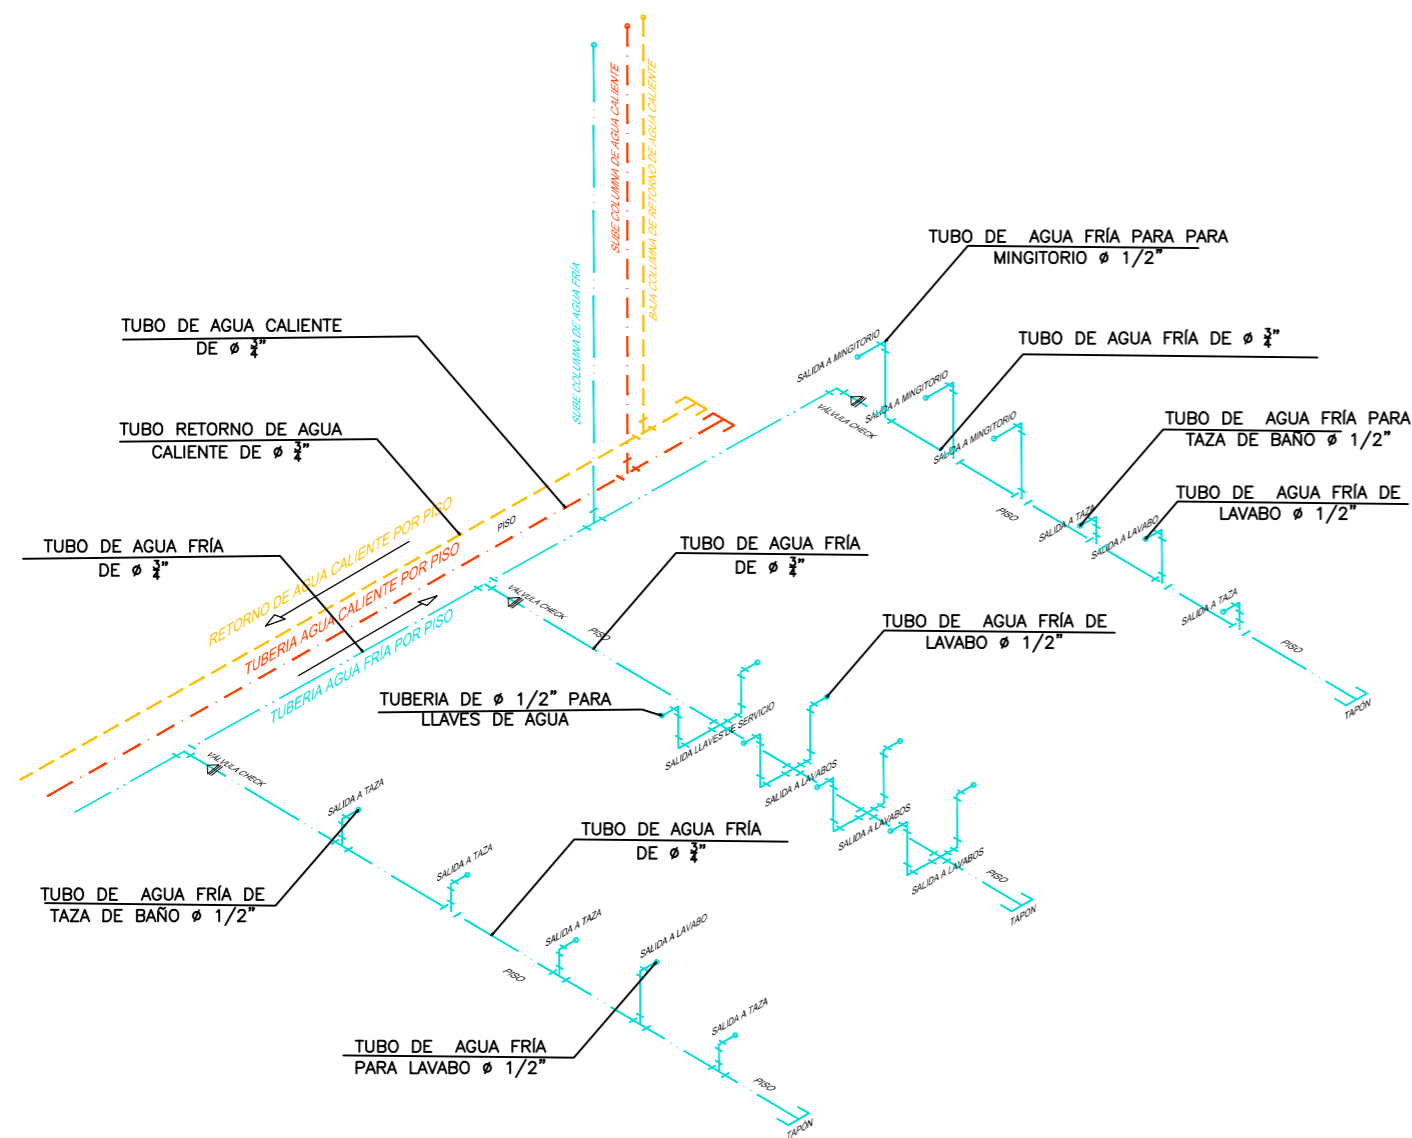 SUBE COLUMNA DE AGUA FRÍA
SUBE COLUMNA DE AGUA CALIENTE
BAJA COLUMNA DE RETORNO DE AGUA CALIENTE
TUBO DE AGUA FRÍA PARA PARA
MINGITORIO ø 1/2"
TUBO DE AGUA CALIENTE
DE ø 3/4"
TUBO DE AGUA FRÍA DE ø 3/4"
SALIDA A MINGITORIO
SALIDA A MINGITORIO
SALIDA A MINGITORIO
VALVULA CHECK
TUBO RETORNO DE AGUA
CALIENTE DE ø 3/4"
TUBO DE AGUA FRÍA PARA
TAZA DE BAÑO ø 1/2"
TUBO DE AGUA FRÍA DE
LAVABO ø 1/2"
PISO
PISO
SALIDA A TAZA
SALIDA A LAVABO
SALIDA A TAZA
PISO
TAPÓN
TUBO DE AGUA FRÍA
DE ø 3/4"
RETORNO DE AGUA CALIENTE POR PISO
TUBERIA AGUA CALIENTE POR PISO
TUBERIA AGUA FRÍA POR PISO
TUBO DE AGUA FRÍA
DE ø 3/4"
VALVULA CHECK
PISO
TUBO DE AGUA FRÍA DE
LAVABO ø 1/2"
TUBERIA DE ø 1/2" PARA
LLAVES DE AGUA
SALIDA LLAVES DE SERVICIO
SALIDA A LAVABOS
SALIDA A LAVABOS
SALIDA A LAVABOS
PISO
TAPÓN
VALVULA CHECK
SALIDA A TAZA
TUBO DE AGUA FRÍA
DE ø 3/4"
SALIDA A TAZA
TUBO DE AGUA FRÍA DE
TAZA DE BAÑO ø 1/2"
SALIDA A TAZA
SALIDA A LAVABO
PISO
SALIDA A TAZA
TUBO DE AGUA FRÍA
PARA LAVABO ø 1/2"
PISO
TAPÓN